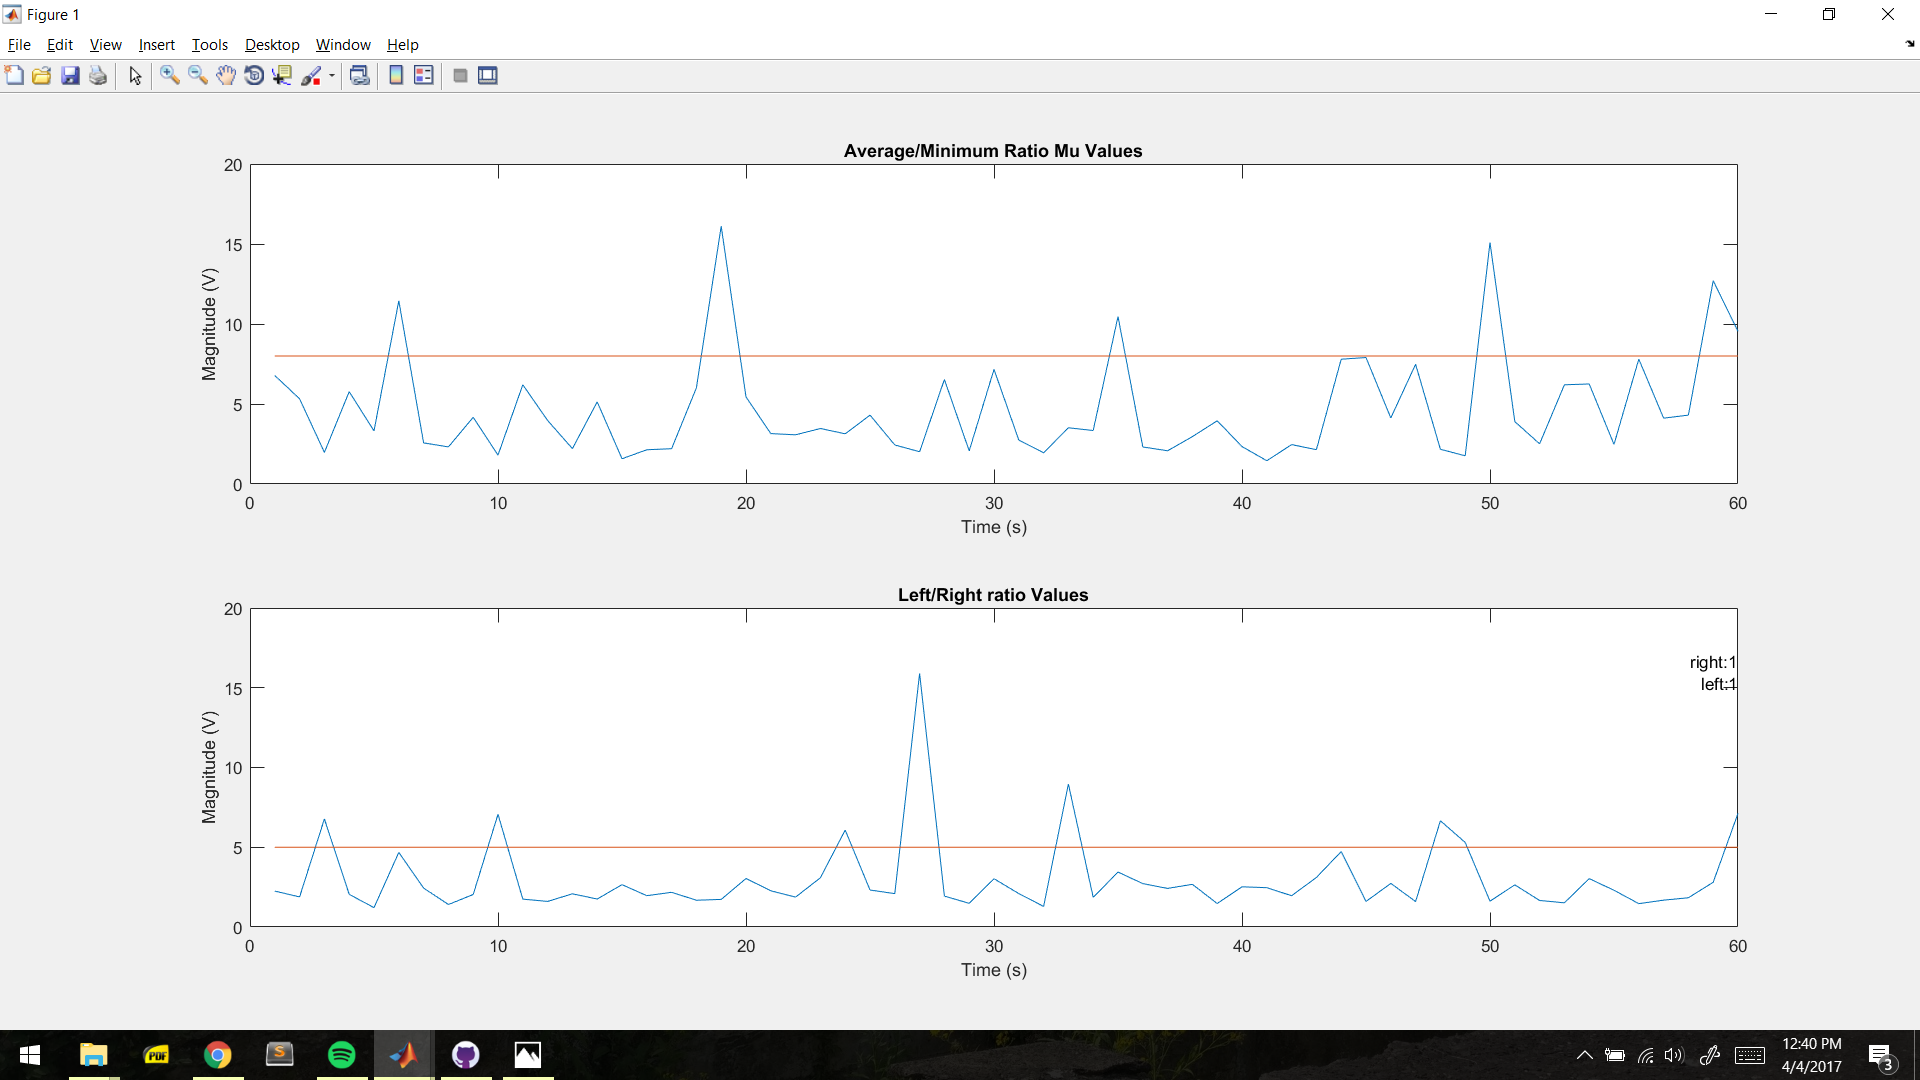 Figure 1
File Edit View Insert Tools Desktop Window Help
Average/Minimum Ratio Mu Values
20
15
10
5
0
Magnitude (V)
0 10 20 30 40 50 60
Time (s)
Left/Right ratio Values
20
15
10
5
0
Magnitude (V)
right:1
left:1
0 10 20 30 40 50 60
Time (s)
PDF
S
12:40 PM
4/4/2017
3